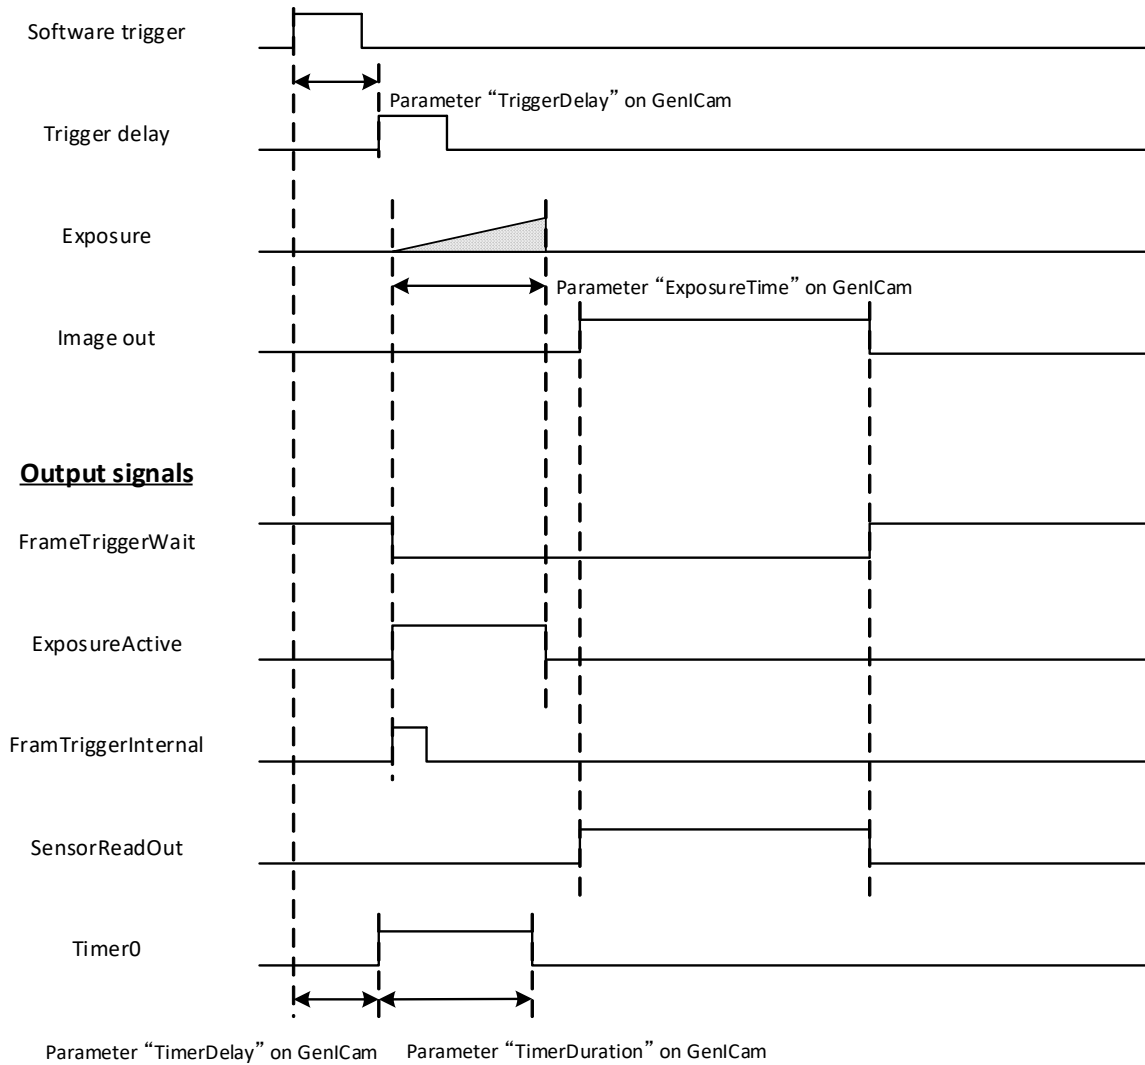 Software trigger
Parameter “TriggerDelay” on GenICam
Trigger delay
Exposure
Parameter “ExposureTime” on GenICam
Image out
Output signals
FrameTriggerWait
ExposureActive
FramTriggerInternal
SensorReadOut
Timer0
Parameter “TimerDelay” on GenICam
Parameter “TimerDuration” on GenICam